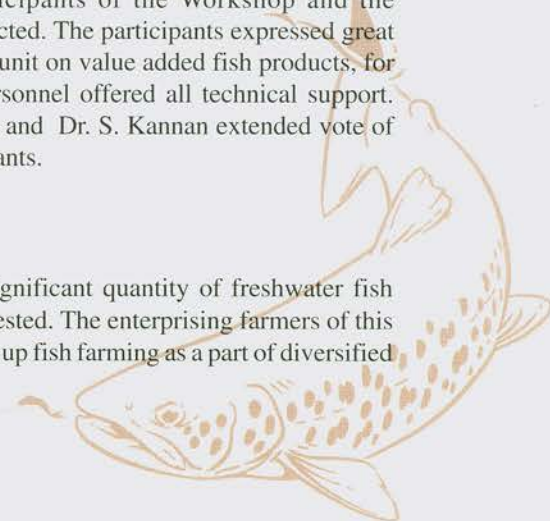 icipants of the Workshop and the
cted. The participants expressed great
unit on value added fish products, for
rsonnel offered all technical support.
and Dr. S. Kannan extended vote of
ants.
gnificant quantity of freshwater fish
ested. The enterprising farmers of this
up fish farming as a part of diversified